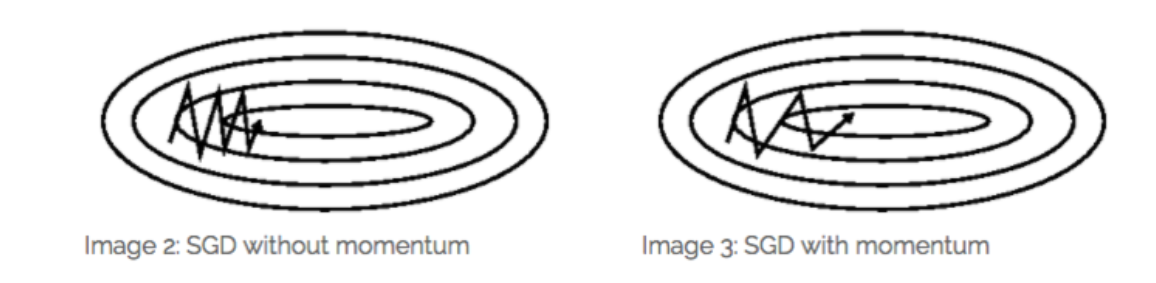 Image 2: SGD without momentum
Image 3: SGD with momentum